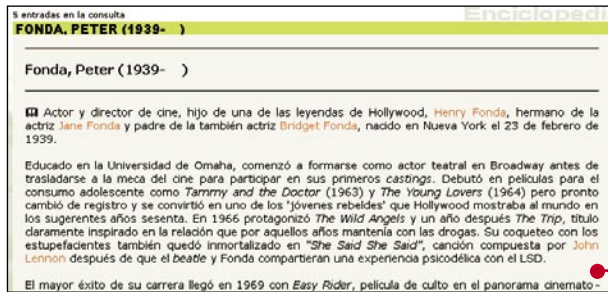 5 entradas en la consulta
Enciclopedi
FONDA, PETER (1939-    )
Fonda, Peter (1939-    )
Actor y director de cine, hijo de una de las leyendas de Hollywood, Henry Fonda, hermano de la
actriz Jane Fonda y padre de la también actriz Bridget Fonda, nacido en Nueva York el 23 de febrero de
1939.
Educado en la Universidad de Omaha, comenzó a formarse como actor teatral en Broadway antes de
trasladarse a la meca del cine para participar en sus primeros castings. Debutó en películas para el
consumo adolescente como Tammy and the Doctor (1963) y The Young Lovers (1964) pero pronto
cambió de registro y se convirtió en uno de los 'jóvenes rebeldes' que Hollywood mostraba al mundo en
los sugerentes años sesenta. En 1966 protagonizó The Wild Angels y un año después The Trip, título
claramente inspirado en la relación que por aquellos años mantenía con las drogas. Su coqueteo con los
estupefacientes también quedó inmortalizado en "She Said She Said", canción compuesta por John
Lennon después de que el beatle y Fonda compartieran una experiencia psicodélica con el LSD.
El mayor éxito de su carrera llegó en 1969 con Easy Rider, película de culto en el panorama cinemato-